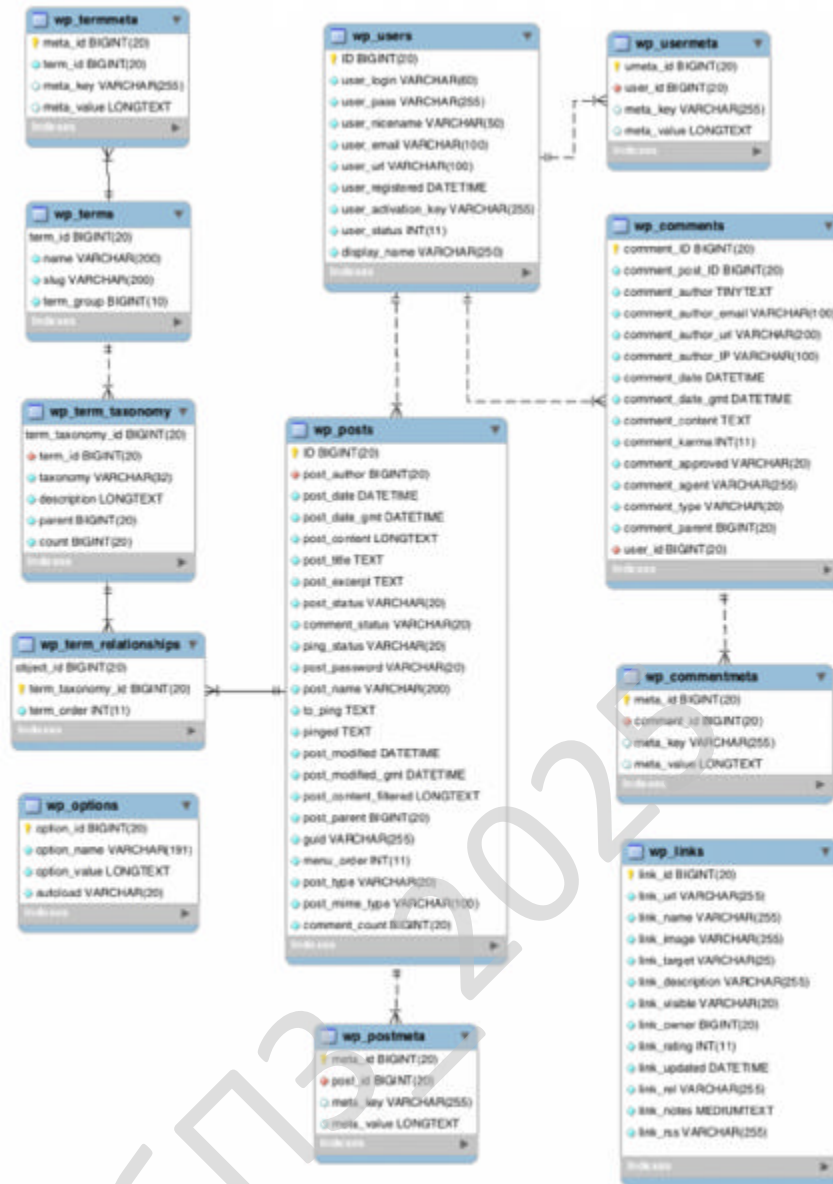 wp_termmeta
meta_id BIGINT(20)
term_id BIGINT(20)
meta_key VARCHAR(255)
meta_value LONGTEXT
Indexes
wp_terms
term_id BIGINT(20)
name VARCHAR(200)
slug VARCHAR(200)
term_group BIGINT(10)
Indexes
wp_term_taxonomy
term_taxonomy_id BIGINT(20)
term_id BIGINT(20)
taxonomy VARCHAR(32)
description LONGTEXT
parent BIGINT(20)
count BIGINT(20)
Indexes
wp_term_relationships
object_id BIGINT(20)
term_taxonomy_id BIGINT(20)
term_order INT(11)
Indexes
wp_options
option_id BIGINT(20)
option_name VARCHAR(191)
option_value LONGTEXT
autoload VARCHAR(20)
Indexes
wp_users
ID BIGINT(20)
user_login VARCHAR(60)
user_pass VARCHAR(255)
user_nicename VARCHAR(50)
user_email VARCHAR(100)
user_url VARCHAR(100)
user_registered DATETIME
user_activation_key VARCHAR(255)
user_status INT(11)
display_name VARCHAR(250)
Indexes
wp_posts
ID BIGINT(20)
post_author BIGINT(20)
post_date DATETIME
post_date_gmt DATETIME
post_content LONGTEXT
post_title TEXT
post_excerpt TEXT
post_status VARCHAR(20)
comment_status VARCHAR(20)
ping_status VARCHAR(20)
post_password VARCHAR(20)
post_name VARCHAR(200)
to_ping TEXT
pinged TEXT
post_modified DATETIME
post_modified_gmt DATETIME
post_content_filtered LONGTEXT
post_parent BIGINT(20)
guid VARCHAR(255)
menu_order INT(11)
post_type VARCHAR(20)
post_mime_type VARCHAR(100)
comment_count BIGINT(20)
Indexes
wp_postmeta
meta_id BIGINT(20)
post_id BIGINT(20)
meta_key VARCHAR(255)
meta_value LONGTEXT
Indexes
wp_usermeta
umeta_id BIGINT(20)
user_id BIGINT(20)
meta_key VARCHAR(255)
meta_value LONGTEXT
Indexes
wp_comments
comment_ID BIGINT(20)
comment_post_ID BIGINT(20)
comment_author TINYTEXT
comment_author_email VARCHAR(100)
comment_author_url VARCHAR(200)
comment_author_IP VARCHAR(100)
comment_date DATETIME
comment_date_gmt DATETIME
comment_content TEXT
comment_karma INT(11)
comment_approved VARCHAR(20)
comment_agent VARCHAR(255)
comment_type VARCHAR(20)
comment_parent BIGINT(20)
user_id BIGINT(20)
Indexes
wp_commentmeta
meta_id BIGINT(20)
comment_id BIGINT(20)
meta_key VARCHAR(255)
meta_value LONGTEXT
Indexes
wp_links
link_id BIGINT(20)
link_url VARCHAR(255)
link_name VARCHAR(255)
link_image VARCHAR(255)
link_target VARCHAR(25)
link_description VARCHAR(255)
link_visible VARCHAR(20)
link_owner BIGINT(20)
link_rating INT(11)
link_updated DATETIME
link_rel VARCHAR(255)
link_notes MEDIUMTEXT
link_rss VARCHAR(255)
Indexes
2025